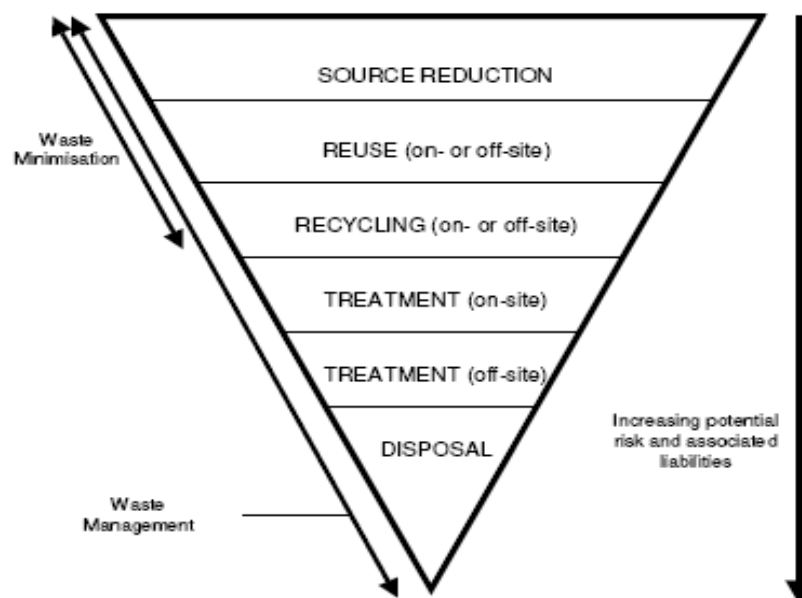 SOURCE REDUCTION
Waste
Minimisation
REUSE (on- or off-site)
RECYCLING (on- or off-site)
TREATMENT (on-site)
TREATMENT (off-site)
Increasing potential
risk and associated
liabilities
DISPOSAL
Waste
Management